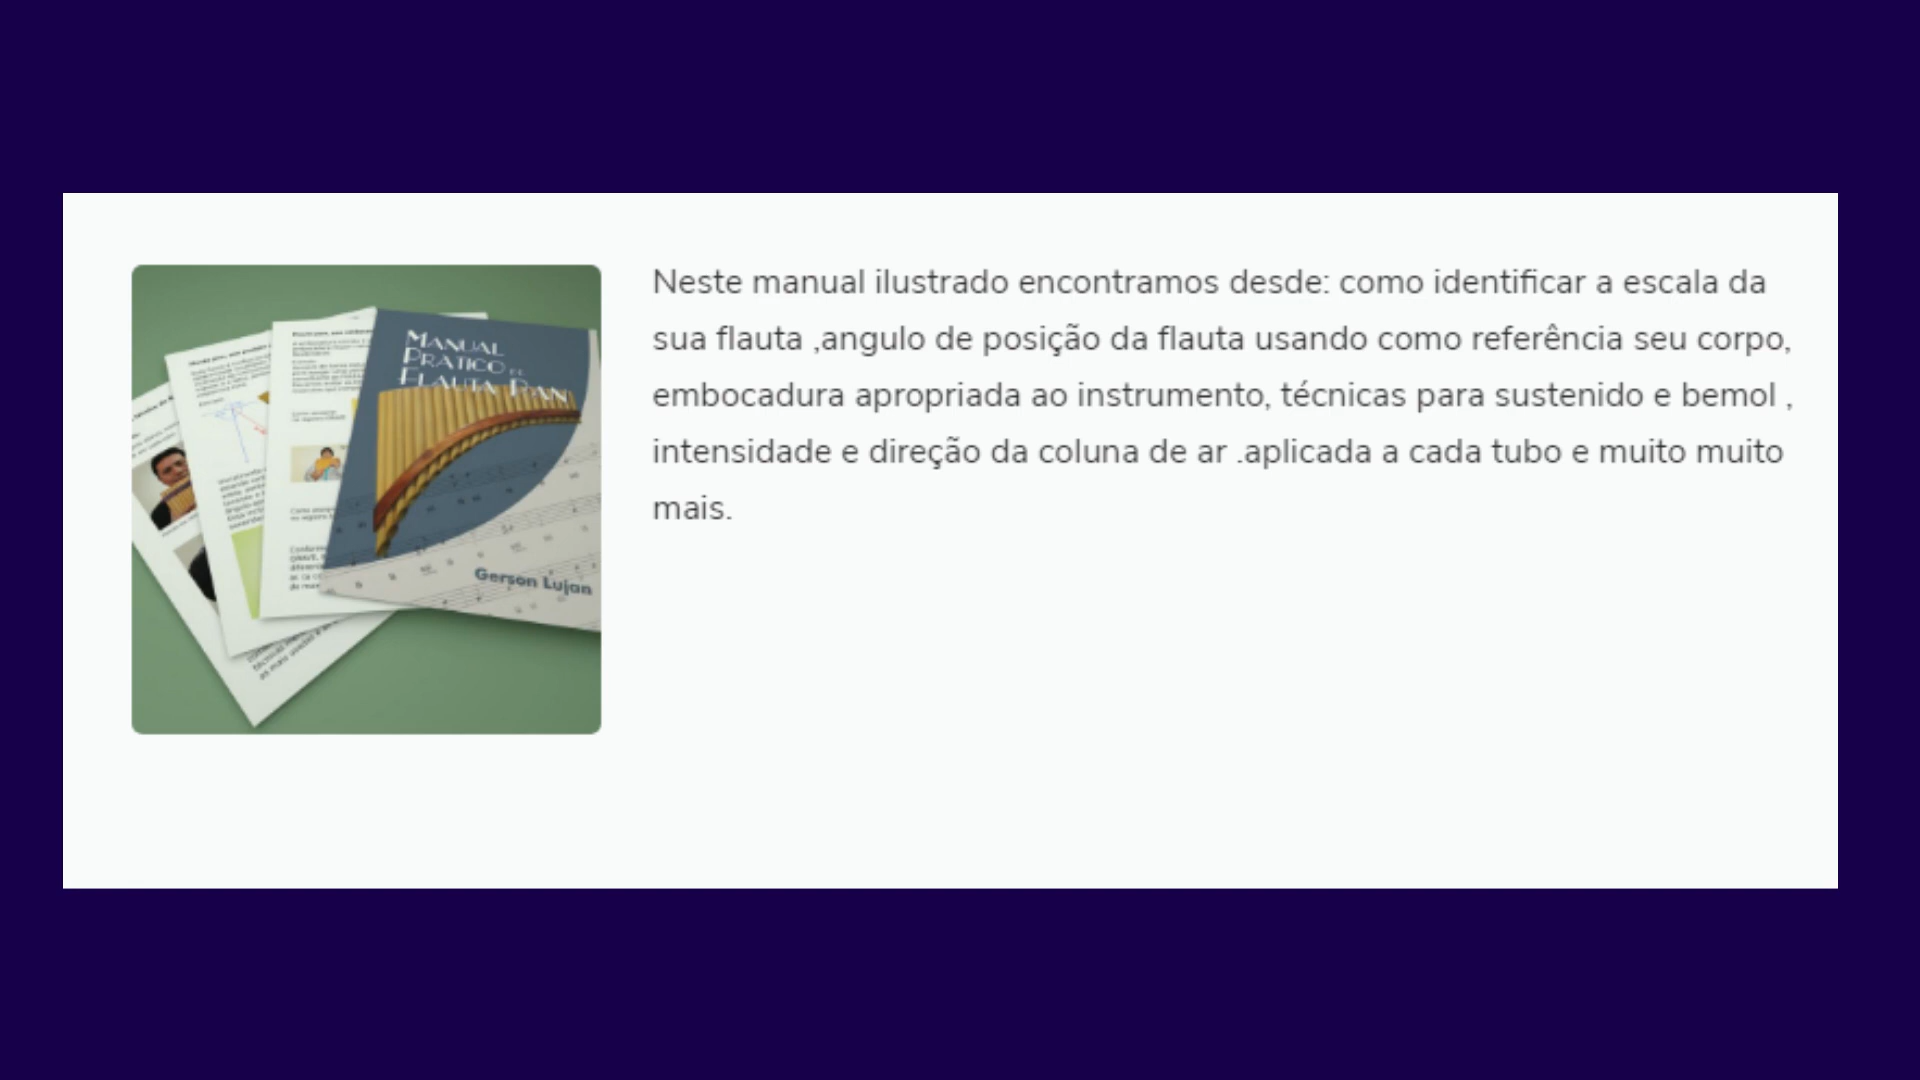 MANUAL
PRATICO DE
FLAUTA PAN
Gerson Lujan
Neste manual ilustrado encontramos desde: como identificar a escala da
sua flauta ,angulo de posição da flauta usando como referência seu corpo,
embocadura apropriada ao instrumento, técnicas para sustenido e bemol ,
intensidade e direção da coluna de ar .aplicada a cada tubo e muito muito
mais.